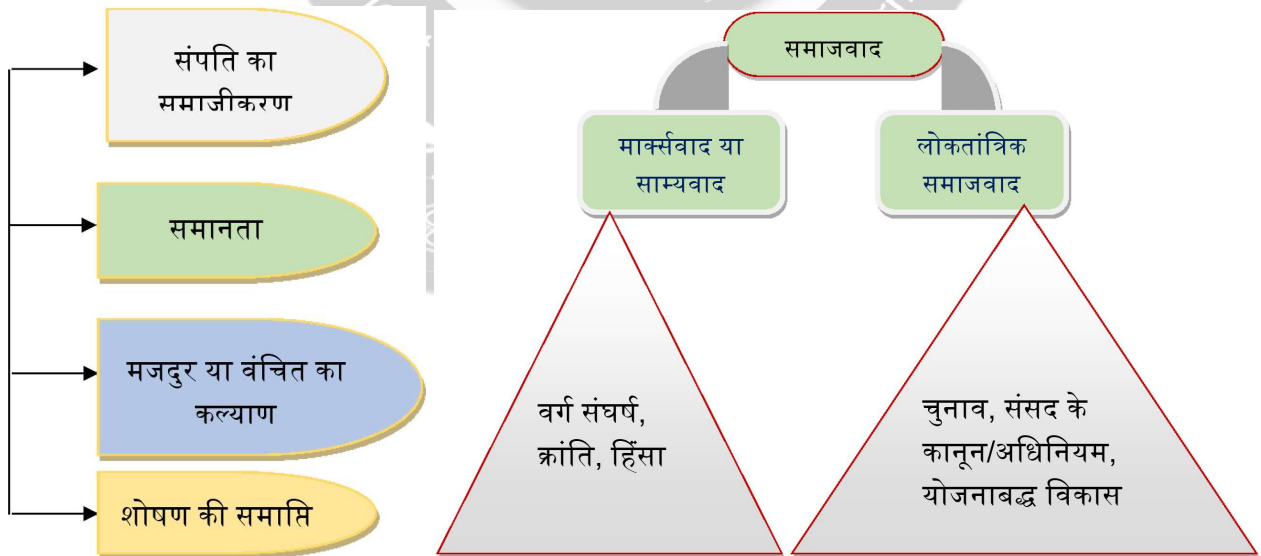 संपति का
समाजीकरण
समानता
मजदुर या वंचित का
कल्याण
शोषण की समाप्ति
समाजवाद
मार्क्सवाद या
साम्यवाद
लोकतांत्रिक
समाजवाद
वर्ग संघर्ष,
क्रांति, हिंसा
चुनाव, संसद के
कानून/अधिनियम,
योजनाबद्ध विकास